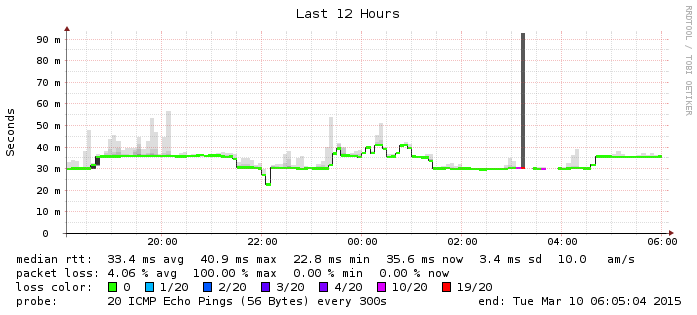 Last 12 Hours
RRDTOOL / TOBI OETIKER
Seconds
90 m
80 m
70 m
60 m
50 m
40 m
30 m
20 m
10 m
0
20:00 22:00 00:00 02:00 04:00 06:00
median rtt: 33.4 ms avg 40.9 ms max 22.8 ms min 35.6 ms now 3.4 ms sd 10.0 am/s
packet loss: 4.06 % avg 100.00 % max 0.00 % min 0.00 % now
loss color: 0 1/20 2/20 3/20 4/20 10/20 19/20
probe: 20 ICMP Echo Pings (56 Bytes) every 300s end: Tue Mar 10 06:05:04 2015